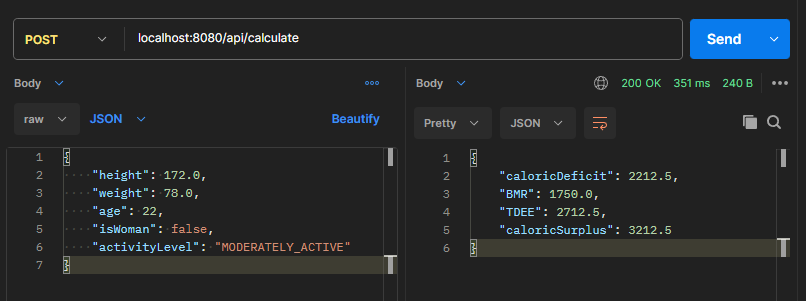 POST localhost:8080/api/calculate Send
Body Body 200 OK 351 ms 240 B
raw JSON Beautify Pretty JSON
1 {
2 "height": 172.0,
3 "weight": 78.0,
4 "age": 22,
5 "isWoman": false,
6 "activityLevel": "MODERATELY_ACTIVE"
7 }
1 {
2 "caloricDeficit": 2212.5,
3 "BMR": 1750.0,
4 "TDEE": 2712.5,
5 "caloricSurplus": 3212.5
6 }